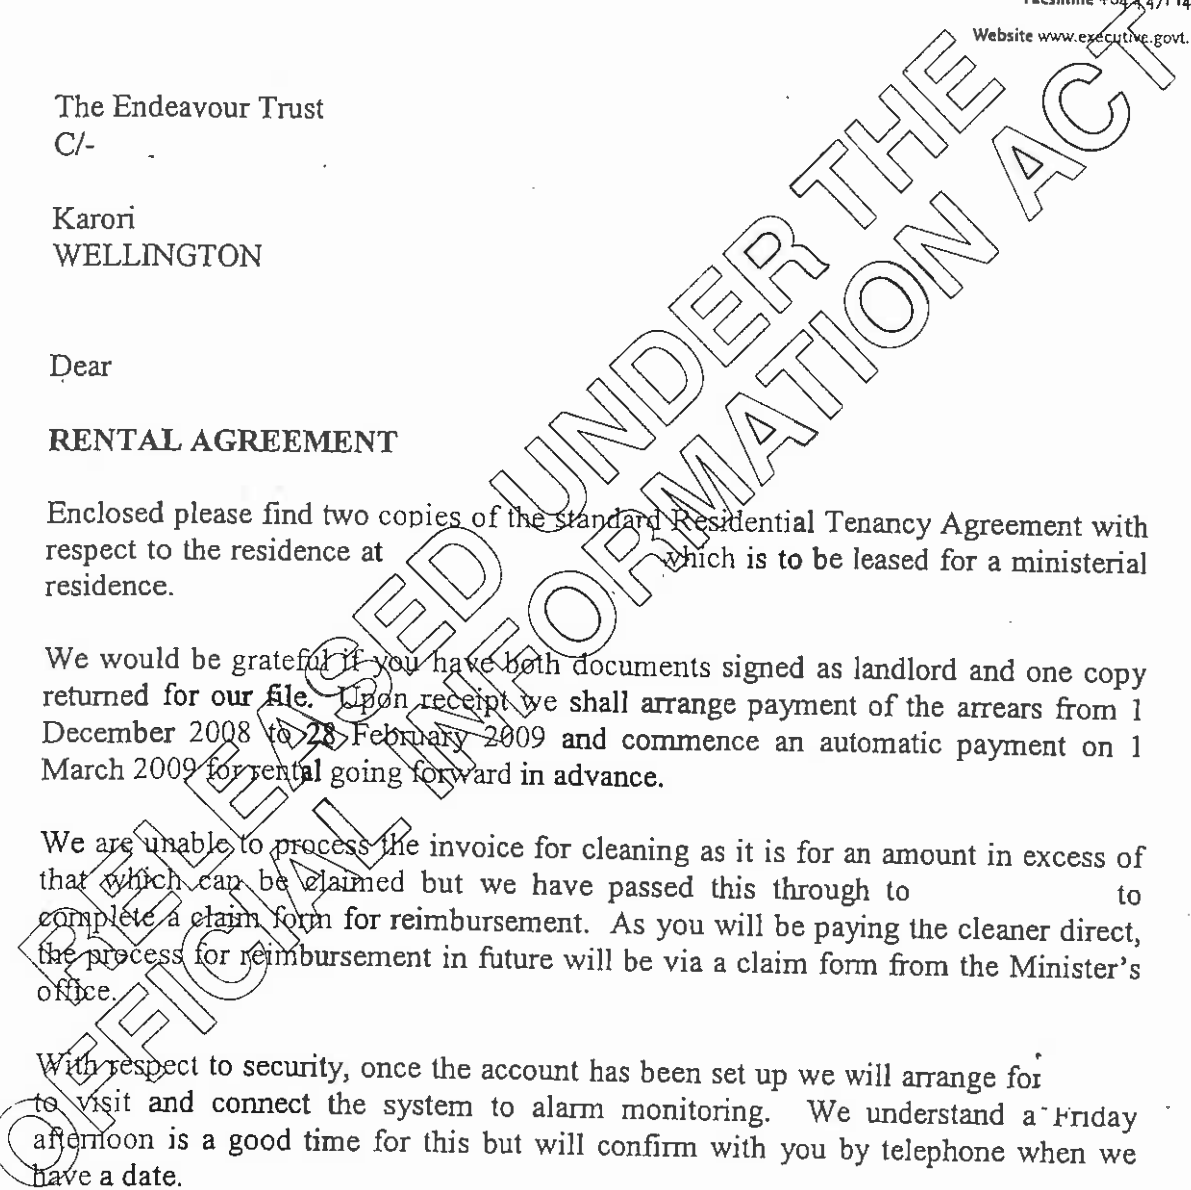 Website www.executive.govt.
The Endeavour Trust
C/-
Karori
WELLINGTON
Dear
RENTAL AGREEMENT
Enclosed please find two copies of the standard Residential Tenancy Agreement with
respect to the residence at which is to be leased for a ministerial
residence.
We would be grateful if you have both documents signed as landlord and one copy
returned for our file. Upon receipt we shall arrange payment of the arrears from 1
December 2008 to 28 February 2009 and commence an automatic payment on 1
March 2009 for rental going forward in advance.
We are unable to process the invoice for cleaning as it is for an amount in excess of
that which can be claimed but we have passed this through to to
complete a claim form for reimbursement. As you will be paying the cleaner direct,
the process for reimbursement in future will be via a claim form from the Minister's
office.
With respect to security, once the account has been set up we will arrange for
to visit and connect the system to alarm monitoring. We understand a Friday
afternoon is a good time for this but will confirm with you by telephone when we
have a date.
RELEASED UNDER THE
OFFICIAL INFORMATION ACT